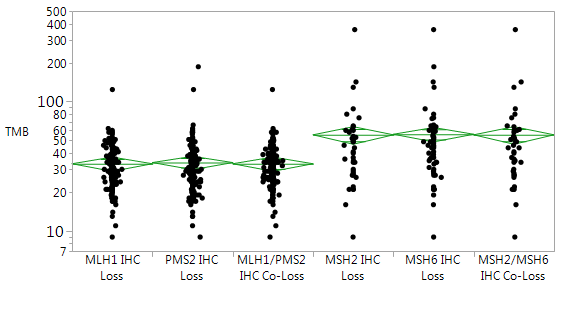 500
400
300
200
100
80
60
50
40
30
20
10
7
TMB
MLH1 IHC
Loss
PMS2 IHC
Loss
MLH1/PMS2
IHC Co-Loss
MSH2 IHC
Loss
MSH6 IHC
Loss
MSH2/MSH6
IHC Co-Loss